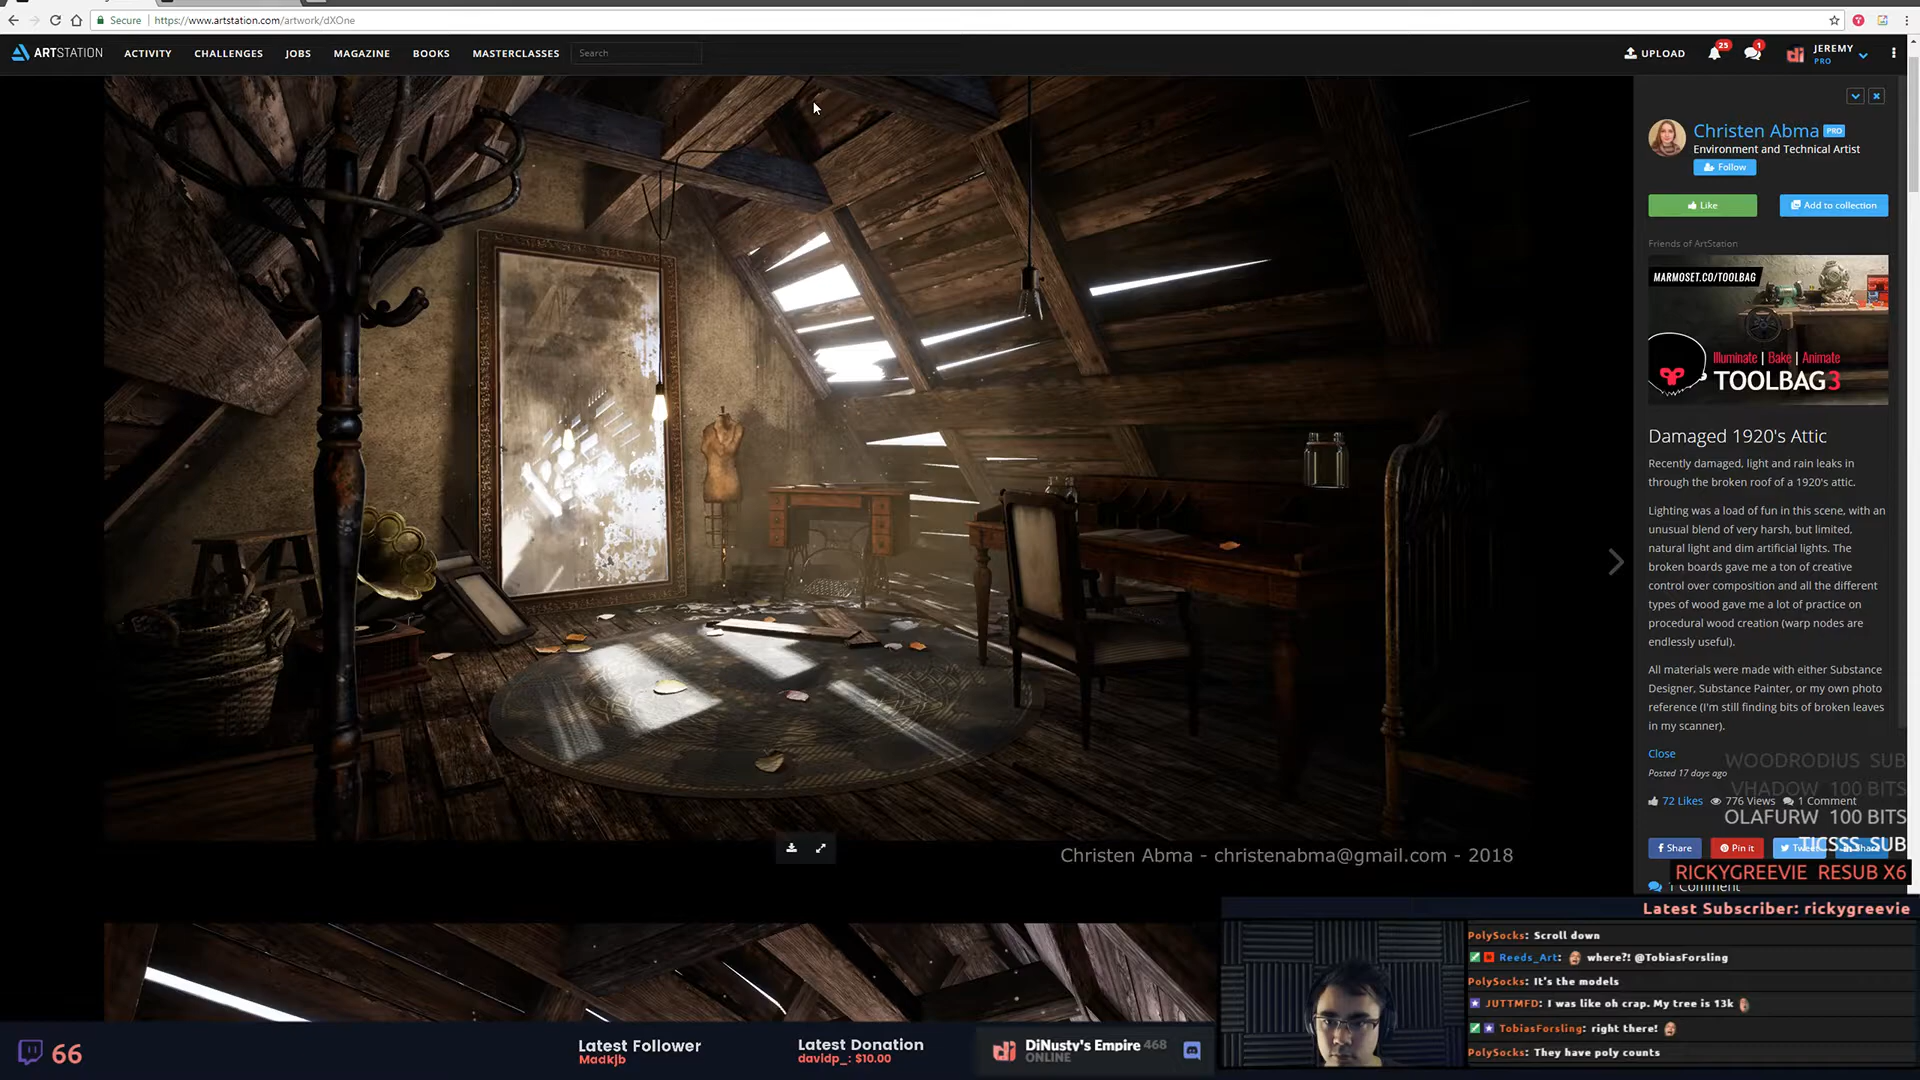 Secure https://www.artstation.com/artwork/dXOne
ARTSTATION ACTIVITY CHALLENGES JOBS MAGAZINE BOOKS MASTERCLASSES Search UPLOAD 25 1 JEREMY
PRO
Christen Abma PRO
Environment and Technical Artist
Follow
Like Add to collection
Friends of ArtStation
MARMOSET.CO/TOOLBAG
Illuminate | Bake | Animate
TOOLBAG3
Damaged 1920's Attic
Recently damaged, light and rain leaks in
through the broken roof of a 1920's attic.
Lighting was a load of fun in this scene, with an
unusual blend of very harsh, but limited,
natural light and dim artificial lights. The
broken boards gave me a ton of creative
control over composition and all the different
types of wood gave me a lot of practice on
procedural wood creation (warp nodes are
endlessly useful).
All materials were made with either Substance
Designer, Substance Painter, or my own photo
reference (I'm still finding bits of broken leaves
in my scanner).
Close
WOODRODIUS SUB
Posted 17 days ago
VHADOW 100 BITS
72 Likes 776 Views 1 Comment
OLAFURW 100 BITS
Share Pin it Tweet Share
TICSSS SUB
RICKYGREEVIE RESUB X6
1 Comment
Christen Abma - christenabma@gmail.com - 2018
Latest Subscriber: rickygreevie
PolySocks: Scroll down
Reeds_Art: where?! @TobiasForsling
PolySocks: It's the models
JUTTMFD: I was like oh crap. My tree is 13k
TobiasForsling: right there!
PolySocks: They have poly counts
66
Latest Follower
Madkjb
Latest Donation
davidp_: $10.00
DiNusty's Empire 468
ONLINE